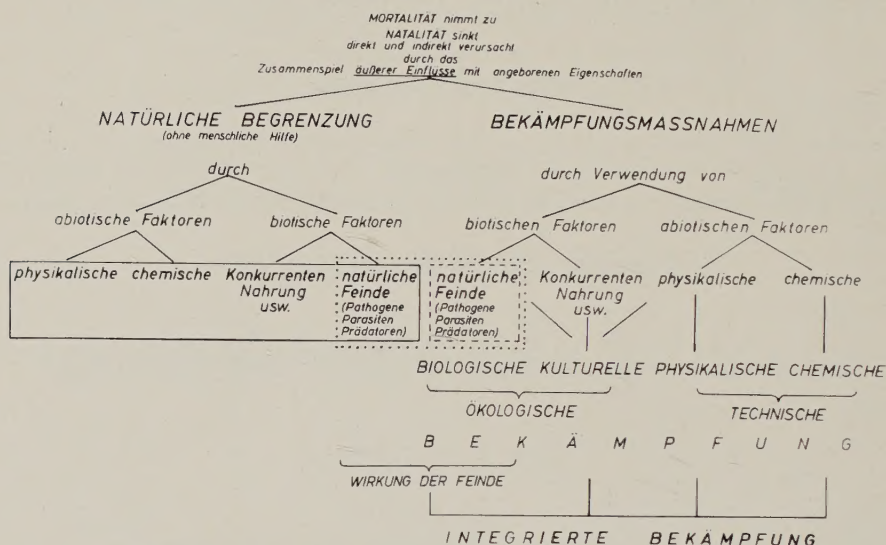 MORTALITÄT nimmt zu
NATALITÄT sinkt
direkt und indirekt verursacht
durch das
Zusammenspiel äußerer Einflüsse mit angeborenen Eigenschaften
NATÜRLICHE BEGRENZUNG
(ohne menschliche Hilfe)
BEKÄMPFUNGSMASSNAHMEN
durch
durch Verwendung von
abiotische Faktoren
biotische Faktoren
biotischen Faktoren
abiotischen Faktoren
physikalische
chemische
Konkurrenten
Nahrung
usw.
natürliche
Feinde
(Pathogene
Parasiten
Prädatoren)
natürliche
Feinde
(Pathogene
Parasiten
Prädatoren)
Konkurrenten
Nahrung
usw.
physikalische
chemische
BIOLOGISCHE KULTURELLE PHYSIKALISCHE CHEMISCHE
ÖKOLOGISCHE
TECHNISCHE
B E K Ä M P F U N G
WIRKUNG DER FEINDE
INTEGRIERTE BEKÄMPFUNG